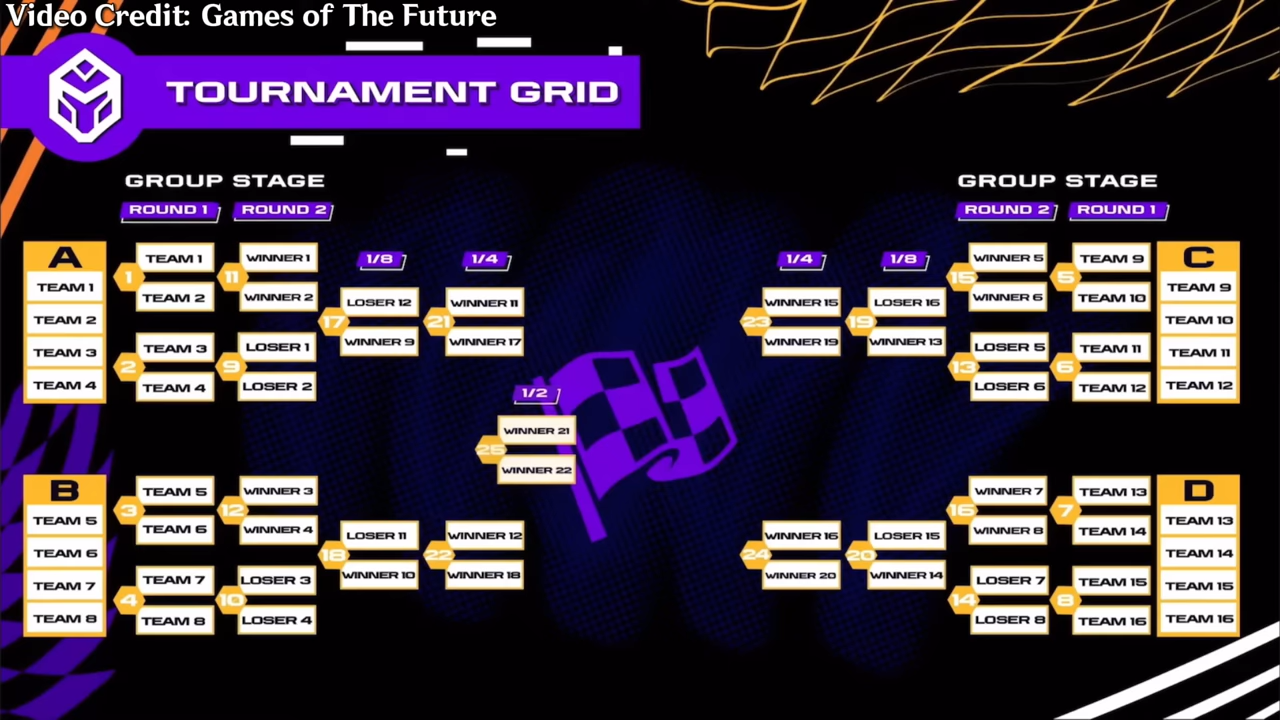 Video Credit: Games of The Future
TOURNAMENT GRID
GROUP STAGE
ROUND 1
ROUND 2
A
TEAM 1
TEAM 2
TEAM 3
TEAM 4
1
TEAM 1
TEAM 2
2
TEAM 3
TEAM 4
11
WINNER 1
WINNER 2
9
LOSER 1
LOSER 2
1/8
17
LOSER 12
WINNER 9
1/4
21
WINNER 11
WINNER 17
B
TEAM 5
TEAM 6
TEAM 7
TEAM 8
3
TEAM 5
TEAM 6
4
TEAM 7
TEAM 8
12
WINNER 3
WINNER 4
10
LOSER 3
LOSER 4
18
LOSER 11
WINNER 10
22
WINNER 12
WINNER 18
1/2
25
WINNER 21
WINNER 22
GROUP STAGE
ROUND 2
ROUND 1
1/4
23
WINNER 15
WINNER 19
1/8
19
LOSER 16
WINNER 13
15
WINNER 5
WINNER 6
13
LOSER 5
LOSER 6
5
TEAM 9
TEAM 10
6
TEAM 11
TEAM 12
C
TEAM 9
TEAM 10
TEAM 11
TEAM 12
24
WINNER 16
WINNER 20
20
LOSER 15
WINNER 14
16
WINNER 7
WINNER 8
14
LOSER 7
LOSER 8
7
TEAM 13
TEAM 14
8
TEAM 15
TEAM 16
D
TEAM 13
TEAM 14
TEAM 15
TEAM 16